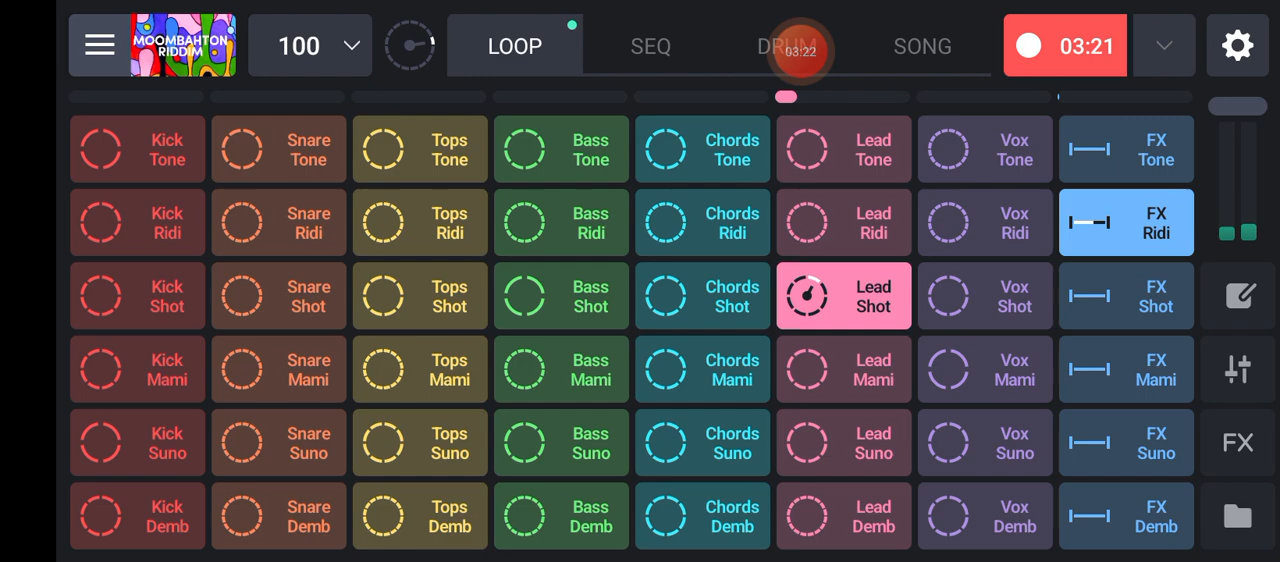 MOOMBAHTON
RIDDIM
100
LOOP
SEQ
DRUM
03:22
SONG
03:21
Kick
Tone
Snare
Tone
Tops
Tone
Bass
Tone
Chords
Tone
Lead
Tone
Vox
Tone
FX
Tone
Kick
Ridi
Snare
Ridi
Tops
Ridi
Bass
Ridi
Chords
Ridi
Lead
Ridi
Vox
Ridi
FX
Ridi
Kick
Shot
Snare
Shot
Tops
Shot
Bass
Shot
Chords
Shot
Lead
Shot
Vox
Shot
FX
Shot
Kick
Mami
Snare
Mami
Tops
Mami
Bass
Mami
Chords
Mami
Lead
Mami
Vox
Mami
FX
Mami
Kick
Suno
Snare
Suno
Tops
Suno
Bass
Suno
Chords
Suno
Lead
Suno
Vox
Suno
FX
Suno
FX
Kick
Demb
Snare
Demb
Tops
Demb
Bass
Demb
Chords
Demb
Lead
Demb
Vox
Demb
FX
Demb